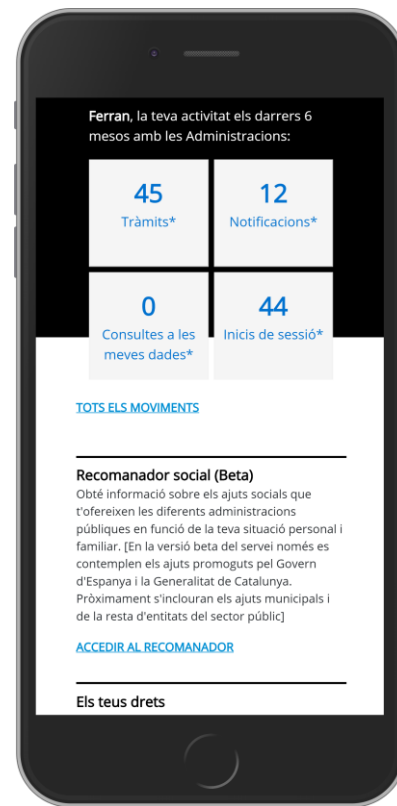 Ferran, la teva activitat els darrers 6
mesos amb les Administracions:
45
Tràmits*
12
Notificacions*
0
Consultes a les
meves dades*
44
Inicis de sessió*
TOTS ELS MOVIMENTS
Recomanador social (Beta)
Obté informació sobre els ajuts socials que
t'ofereixen les diferents administracions
públiques en funció de la teva situació personal i
familiar. [En la versió beta del servei només es
contemplen els ajuts promoguts pel Govern
d'Espanya i la Generalitat de Catalunya.
Pròximament s'inclouran els ajuts municipals i
de la resta d'entitats del sector públic]
ACCEDIR AL RECOMANADOR
Els teus drets